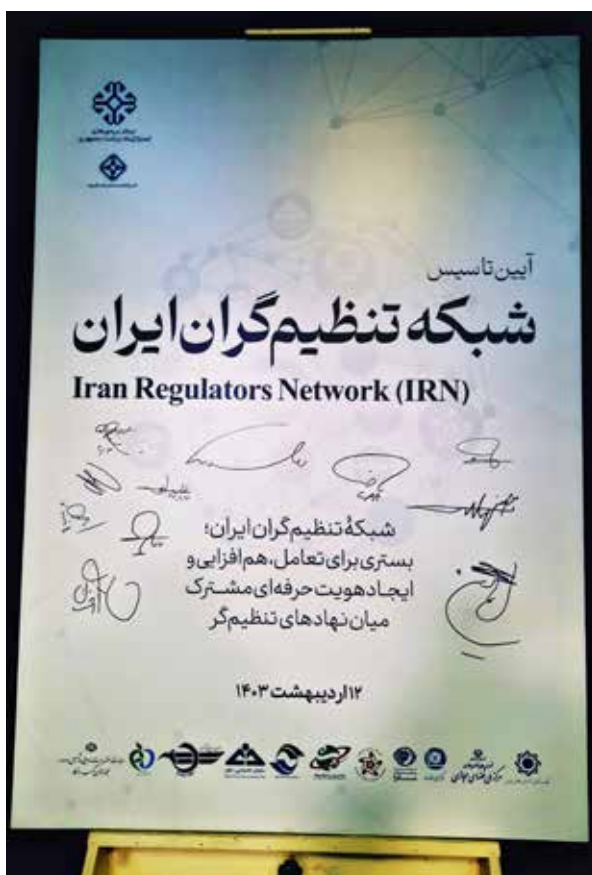 آیین تاسیس
شبکه تنظیم‌گران ایران
Iran Regulators Network (IRN)
شبکهٔ تنظیم‌گران ایران؛
بستری برای تعامل، هم‌افزایی و
ایجاد هویت حرفه‌ای مشترک
میان نهادهای تنظیم‌گر
۱۲ اردیبهشت ۱۴۰۳